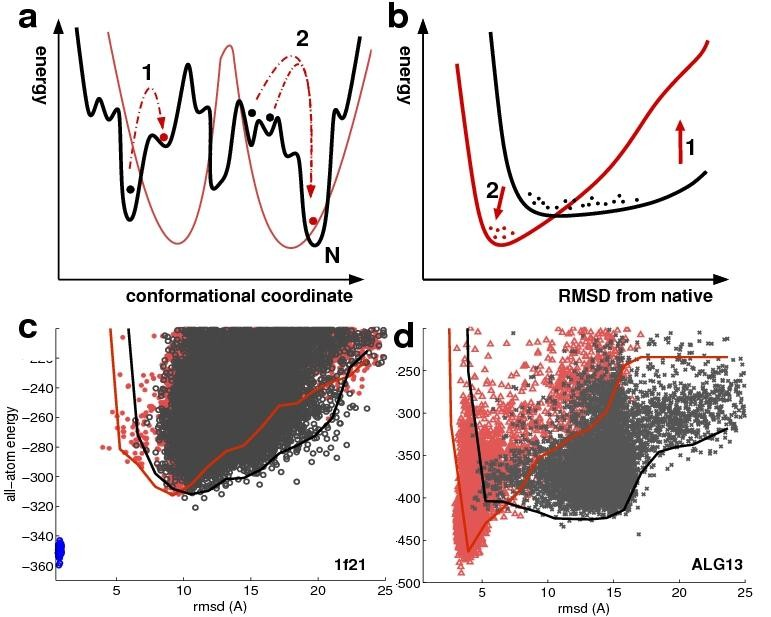 a
energy
1
2
N
conformational coordinate
b
energy
1
2
RMSD from native
c
all−atom energy
−240
−260
−280
−300
−320
−340
−360
5
10
15
20
25
rmsd (A)
1f21
d
-250
-300
-350
-400
-450
-500
5
10
15
20
25
rmsd (A)
ALG13